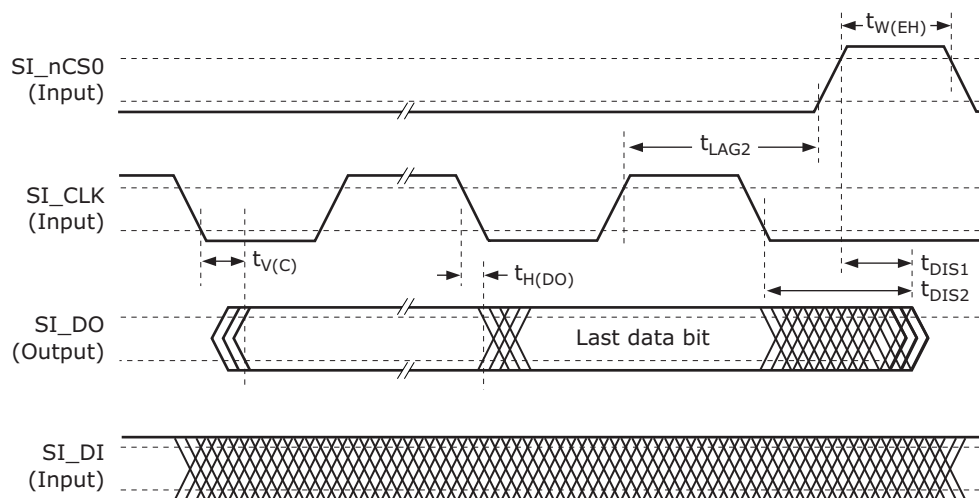 tW(EH)
SI_nCS0
(Input)
tLAG2
SI_CLK
(Input)
tV(C)
tH(DO)
tDIS1
tDIS2
SI_DO
(Output)
Last data bit
SI_DI
(Input)